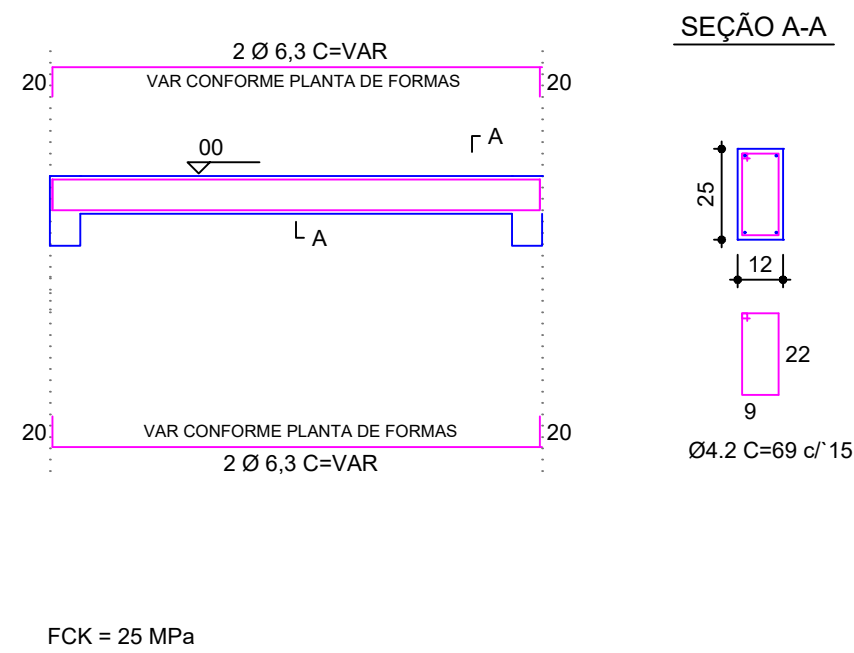 SEÇÃO A-A
2 Ø 6,3 C=VAR
20 VAR CONFORME PLANTA DE FORMAS 20
A
00
A
25
12
22
9
20 VAR CONFORME PLANTA DE FORMAS 20
2 Ø 6,3 C=VAR
Ø4.2 C=69 c/`15
FCK = 25 MPa